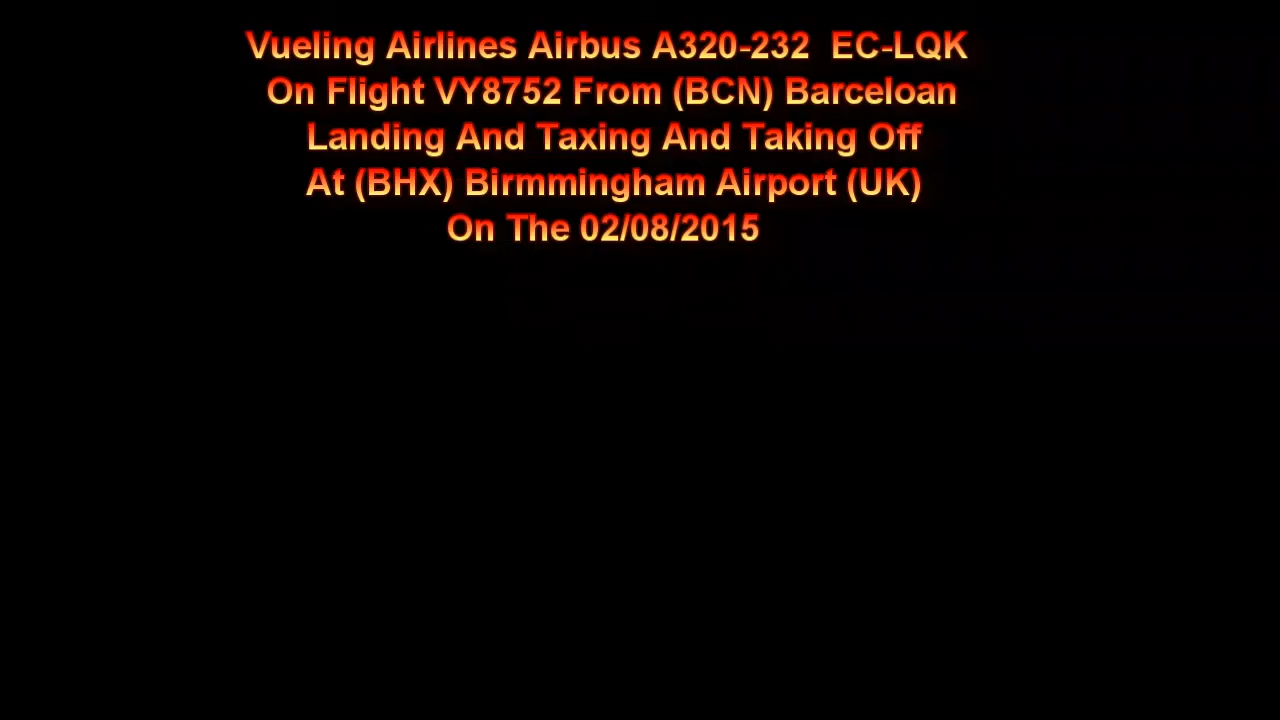 Vueling Airlines Airbus A320-232 EC-LQK
On Flight VY8752 From (BCN) Barceloan
Landing And Taxing And Taking Off
At (BHX) Birmmingham Airport (UK)
On The 02/08/2015